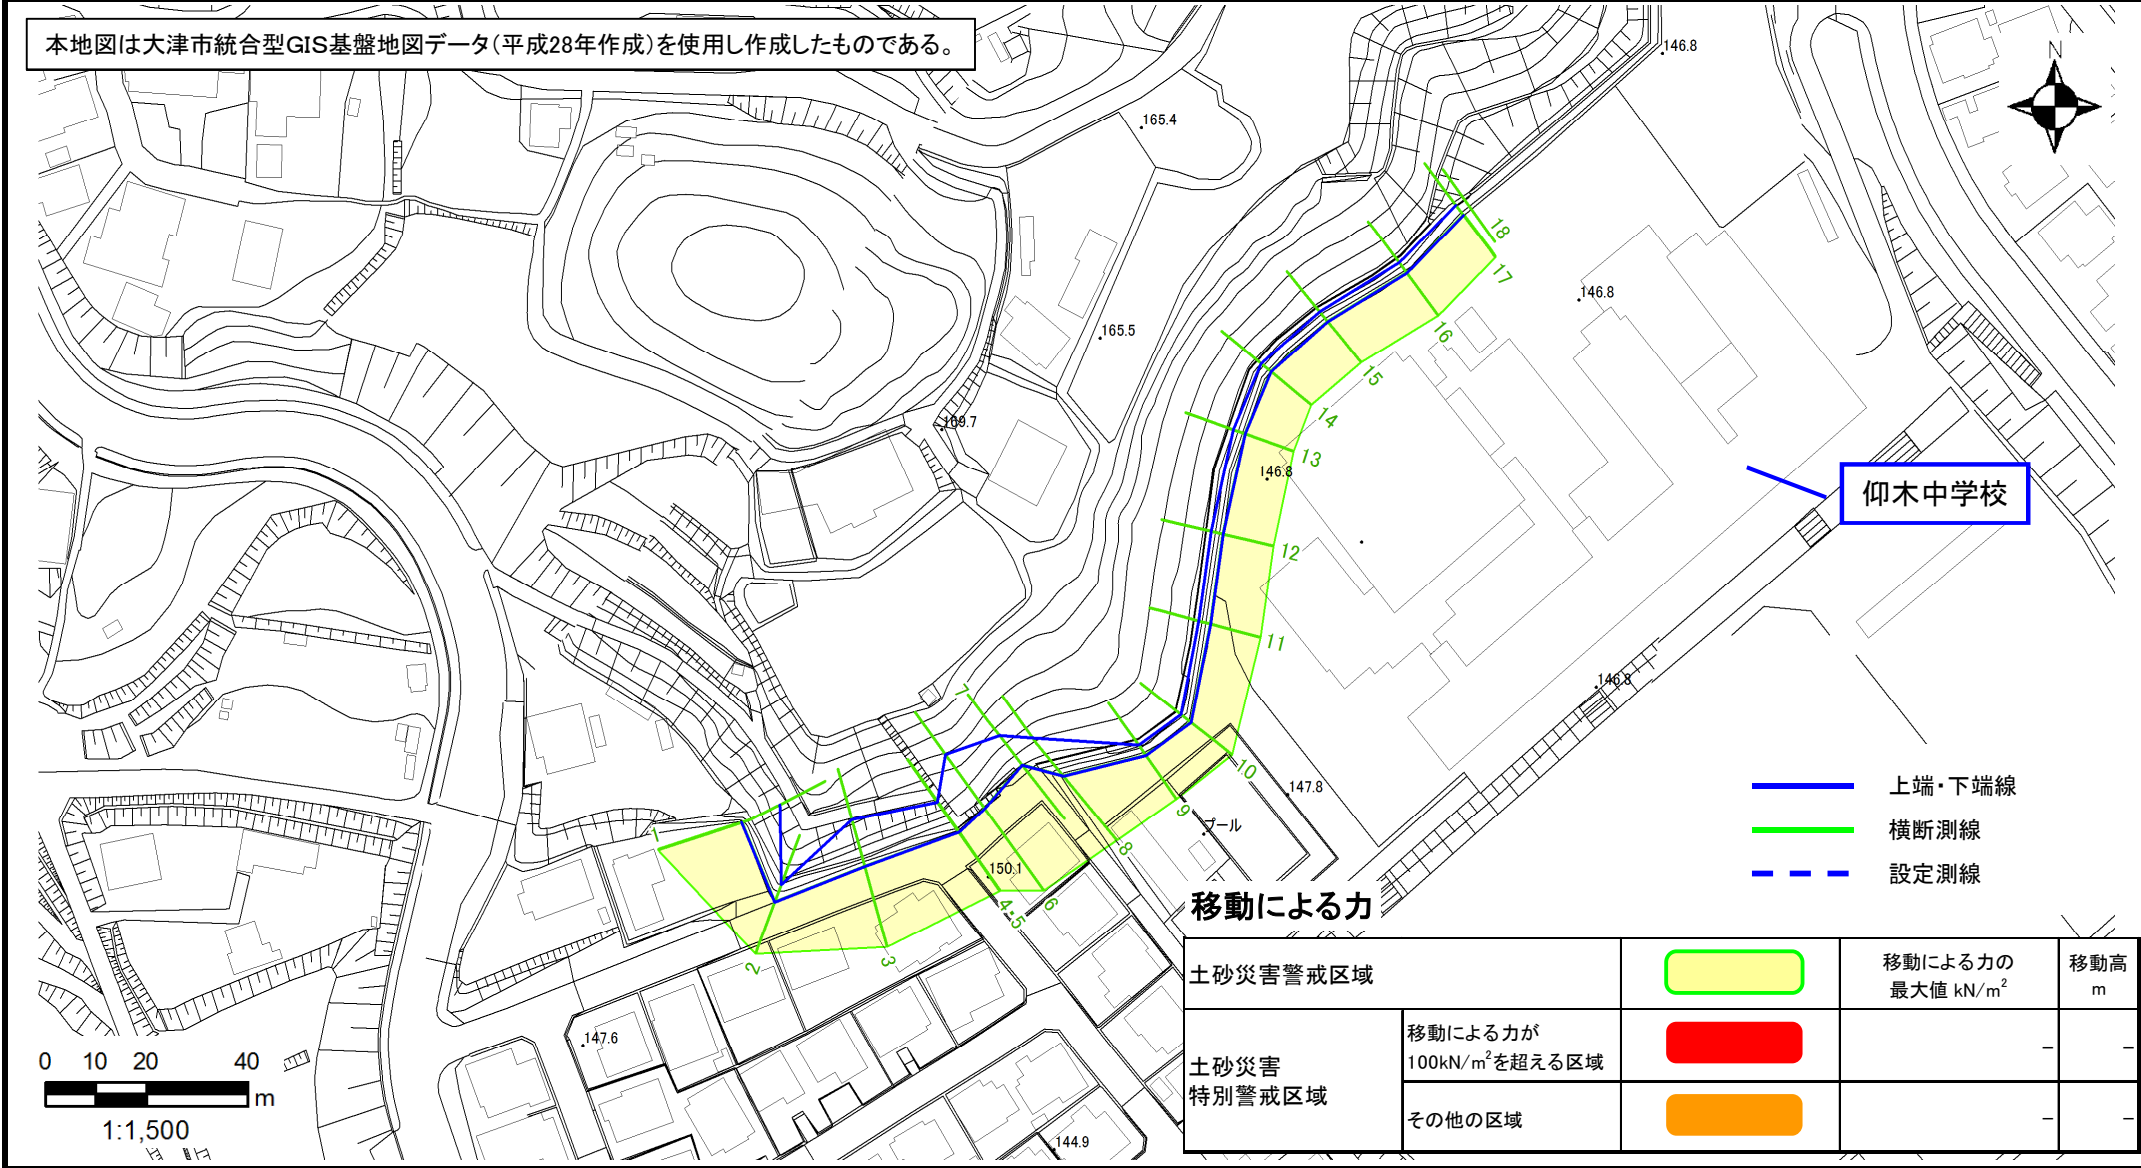 本地図は大津市統合型GIS基盤地図データ(平成28年作成)を使用し作成したものである。
N
146.8
165.4
18
17
146.8
16
165.5
15
14
169.7
13
146.8
仰木中学校
12
11
146.8
7
10
147.8
9
プール
8
1
150.1
4・5
6
2
3
上端・下端線
横断測線
設定測線
147.6
144.9
0 10 20 40
m
1:1,500
移動による力
土砂災害警戒区域
移動による力の
最大値 kN/m²
移動高
m
土砂災害
特別警戒区域
移動による力が
100kN/m²を超える区域
－ －
その他の区域
－ －